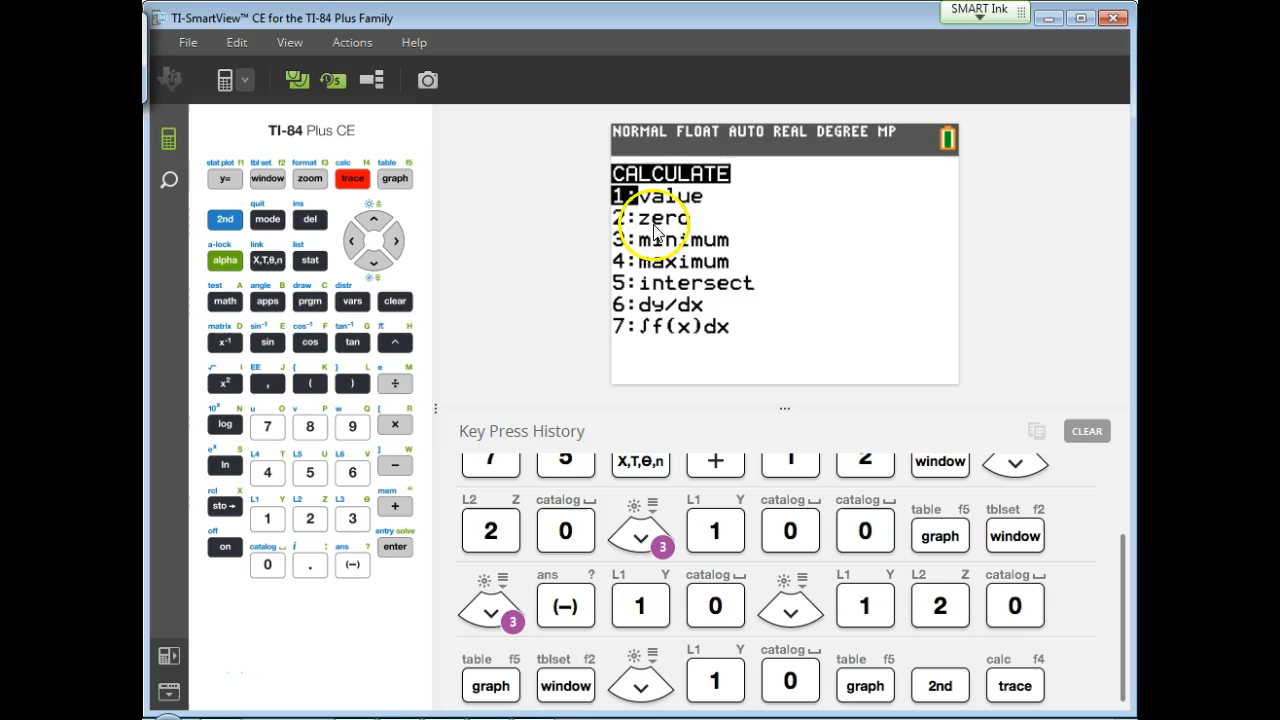 TI-SmartView™ CE for the TI-84 Plus Family
SMART Ink
File Edit View Actions Help
TI-84 Plus CE
NORMAL FLOAT AUTO REAL DEGREE MP
CALCULATE
1:value
2:zero
3:minimum
4:maximum
5:intersect
6:dy/dx
7:∫f(x)dx
stat plot f1 tbl set f2 format f3 calc f4 table f5
y= window zoom trace graph
quit ins
2nd mode del
a-lock link list
alpha X,T,θ,n stat
test A angle B draw C distr
math apps prgm vars clear
matrix D sin⁻¹ E cos⁻¹ F tan⁻¹ G π H
x⁻¹ sin cos tan ^
√ I EE J { K } L e M
x² , ( ) ÷
10ˣ N u O v P w Q [ R
log 7 8 9 ×
eˣ S L4 T L5 U L6 V ] W
ln 4 5 6 −
rcl X L1 Y L2 Z L3 θ mem "
sto→ 1 2 3 +
off catalog i : ans ? entry solve
on 0 . (−) enter
Key Press History
CLEAR
7 5 X,T,θ,n + 1 2 window
L2 Z catalog L1 Y catalog catalog table f5 tblset f2
2 0 3 1 0 0 graph window
ans ? L1 Y catalog L1 Y L2 Z catalog
3 (−) 1 0 1 2 0
table f5 tblset f2 L1 Y catalog table f5 calc f4
graph window 1 0 graph 2nd trace